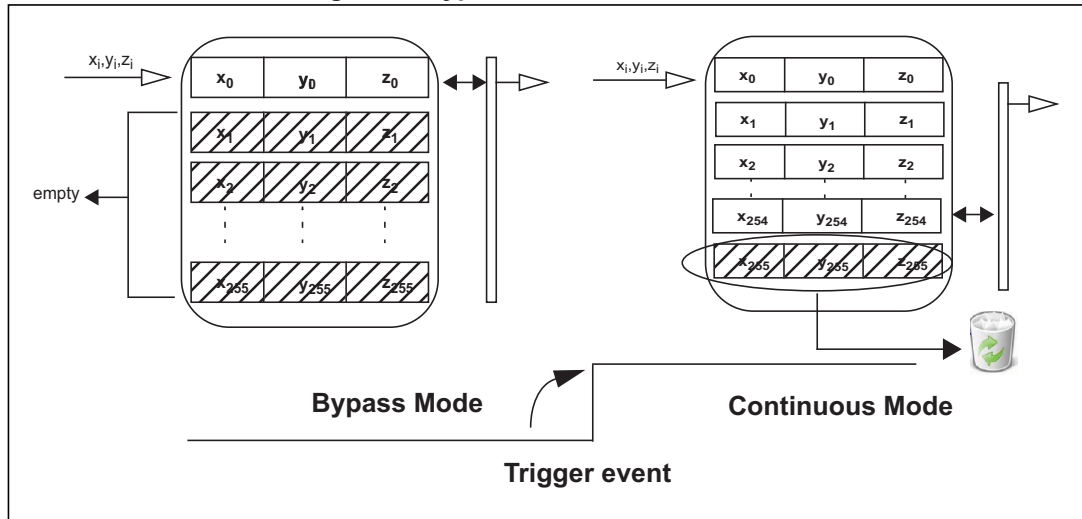 xᵢ,yᵢ,zᵢ
x₀ y₀ z₀
x₁ y₁ z₁
x₂ y₂ z₂
x₂₅₅ y₂₅₅ z₂₅₅
empty
xᵢ,yᵢ,zᵢ
x₀ y₀ z₀
x₁ y₁ z₁
x₂ y₂ z₂
x₂₅₄ y₂₅₄ z₂₅₄
x₂₅₅ y₂₅₅ z₂₅₅
Bypass Mode
Continuous Mode
Trigger event